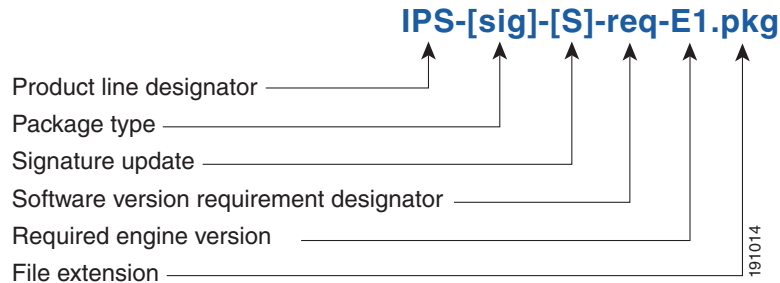 IPS-[sig]-[S]-req-E1.pkg
Product line designator
Package type
Signature update
Software version requirement designator
Required engine version
File extension
191014